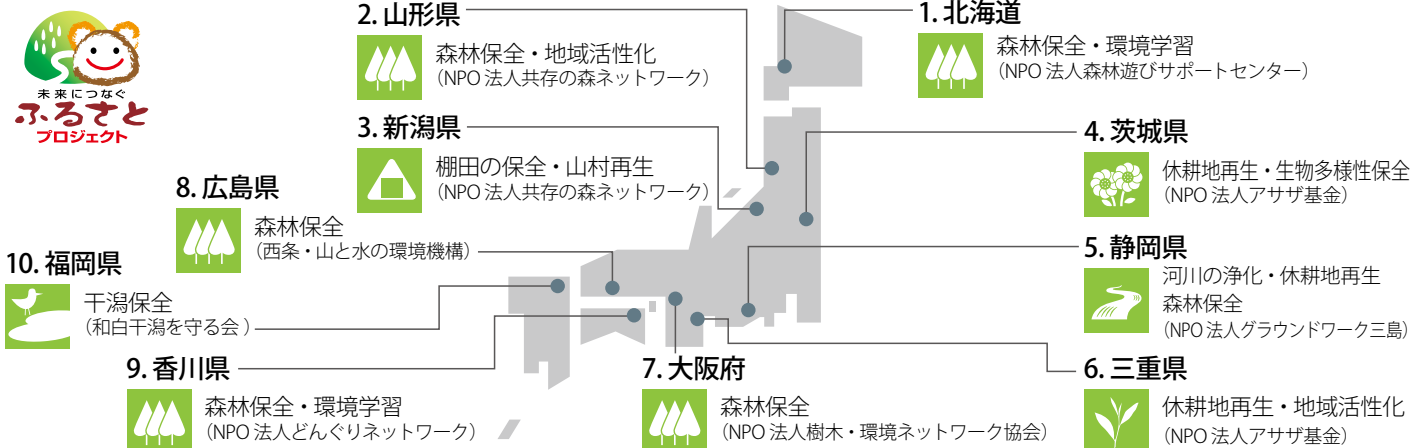 未来につなぐ
ふるさと
プロジェクト
1. 北海道
森林保全・環境学習
（NPO 法人森林遊びサポートセンター）
2. 山形県
森林保全・地域活性化
（NPO 法人共存の森ネットワーク）
3. 新潟県
棚田の保全・山村再生
（NPO 法人共存の森ネットワーク）
4. 茨城県
休耕地再生・生物多様性保全
（NPO 法人アサザ基金）
5. 静岡県
河川の浄化・休耕地再生
森林保全
（NPO 法人グラウンドワーク三島）
6. 三重県
休耕地再生・地域活性化
（NPO 法人アサザ基金）
7. 大阪府
森林保全
（NPO 法人樹木・環境ネットワーク協会）
8. 広島県
森林保全
（西条・山と水の環境機構）
9. 香川県
森林保全・環境学習
（NPO 法人どんぐりネットワーク）
10. 福岡県
干潟保全
（和白干潟を守る会 ）